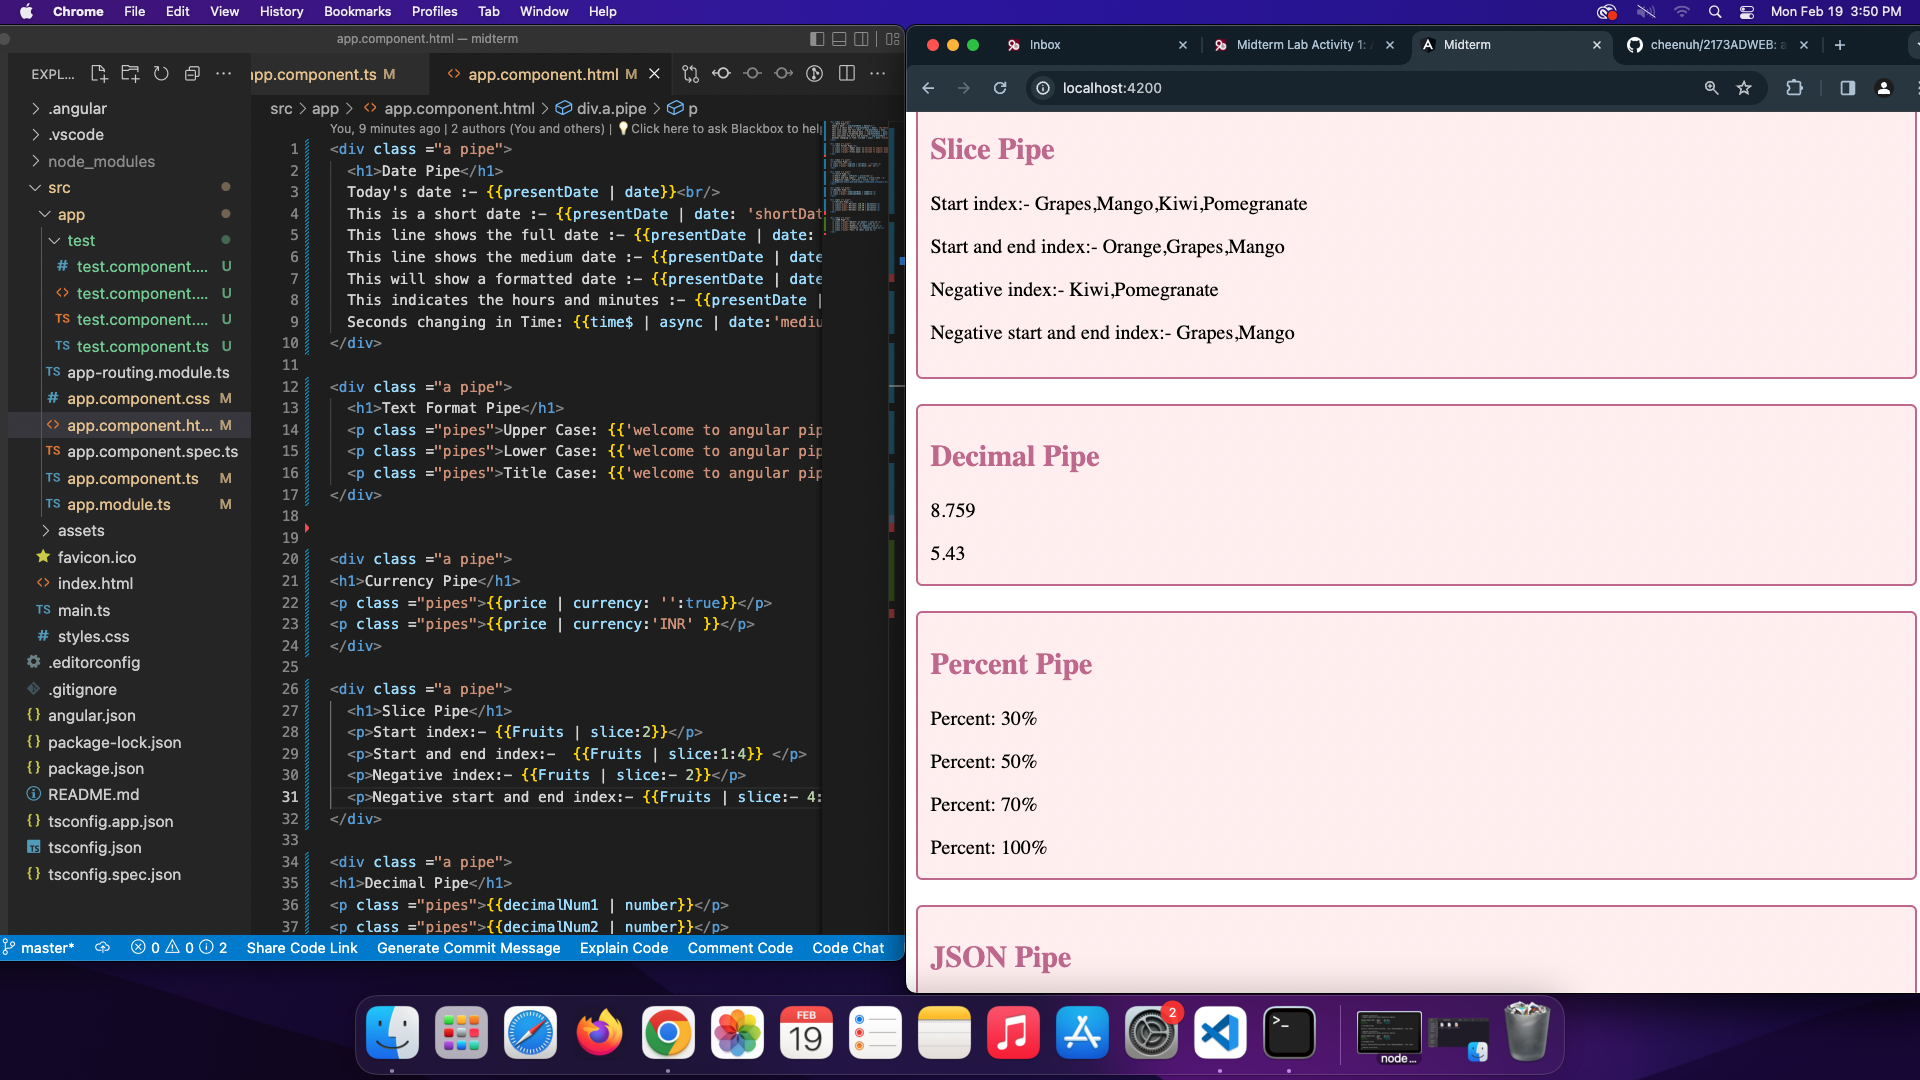 Chrome File Edit View History Bookmarks Profiles Tab Window Help
Mon Feb 19 3:50 PM
app.component.html — midterm
EXPL...
app.component.ts M
app.component.html M
src > app > app.component.html > div.a.pipe > p
You, 9 minutes ago | 2 authors (You and others) | Click here to ask Blackbox to help
.angular
.vscode
node_modules
src
app
test
test.component.... U
test.component.... U
test.component.... U
test.component.ts U
app-routing.module.ts
app.component.css M
app.component.ht... M
app.component.spec.ts
app.component.ts M
app.module.ts M
assets
favicon.ico
index.html
main.ts
styles.css
.editorconfig
.gitignore
angular.json
package-lock.json
package.json
README.md
tsconfig.app.json
tsconfig.json
tsconfig.spec.json
1 <div class ="a pipe">
2 <h1>Date Pipe</h1>
3 Today's date :- {{presentDate | date}}<br/>
4 This is a short date :- {{presentDate | date: 'shortDat
5 This line shows the full date :- {{presentDate | date:
6 This line shows the medium date :- {{presentDate | date
7 This will show a formatted date :- {{presentDate | date
8 This indicates the hours and minutes :- {{presentDate |
9 Seconds changing in Time: {{time$ | async | date:'mediu
10 </div>
11
12 <div class ="a pipe">
13 <h1>Text Format Pipe</h1>
14 <p class ="pipes">Upper Case: {{'welcome to angular pip
15 <p class ="pipes">Lower Case: {{'welcome to angular pip
16 <p class ="pipes">Title Case: {{'welcome to angular pip
17 </div>
18
19
20 <div class ="a pipe">
21 <h1>Currency Pipe</h1>
22 <p class ="pipes">{{price | currency: '':true}}</p>
23 <p class ="pipes">{{price | currency:'INR' }}</p>
24 </div>
25
26 <div class ="a pipe">
27 <h1>Slice Pipe</h1>
28 <p>Start index:- {{Fruits | slice:2}}</p>
29 <p>Start and end index:-  {{Fruits | slice:1:4}} </p>
30 <p>Negative index:- {{Fruits | slice:- 2}}</p>
31 <p>Negative start and end index:- {{Fruits | slice:- 4:
32 </div>
33
34 <div class ="a pipe">
35 <h1>Decimal Pipe</h1>
36 <p class ="pipes">{{decimalNum1 | number}}</p>
37 <p class ="pipes">{{decimalNum2 | number}}</p>
master* 0 0 2 Share Code Link Generate Commit Message Explain Code Comment Code Code Chat
Inbox
Midterm Lab Activity 1:
Midterm
cheenuh/2173ADWEB:
localhost:4200
Slice Pipe
Start index:- Grapes,Mango,Kiwi,Pomegranate
Start and end index:- Orange,Grapes,Mango
Negative index:- Kiwi,Pomegranate
Negative start and end index:- Grapes,Mango
Decimal Pipe
8.759
5.43
Percent Pipe
Percent: 30%
Percent: 50%
Percent: 70%
Percent: 100%
JSON Pipe
FEB
19
2
node...